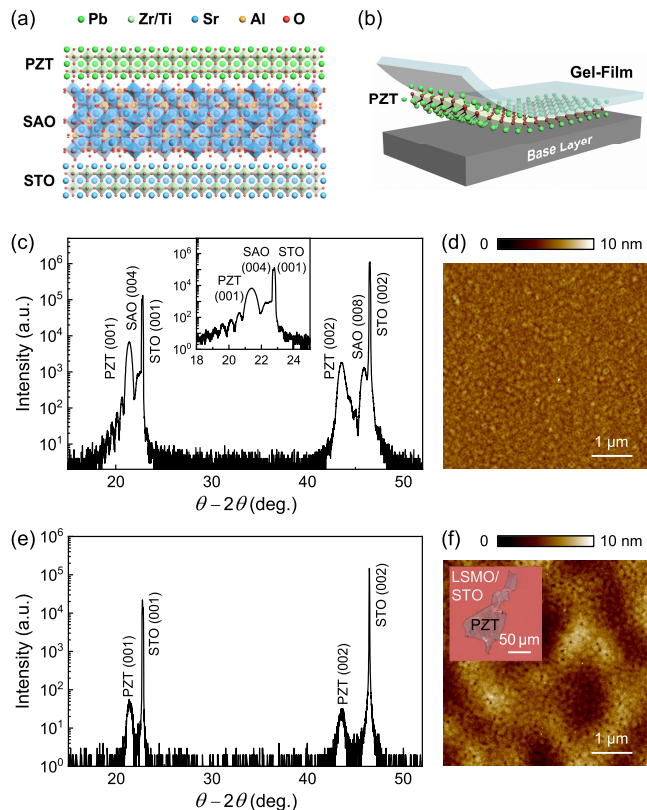 (a)
Pb Zr/Ti Sr Al O
PZT
SAO
STO
(b)
Gel-Film
PZT
Base Layer
(c)
Intensity (a.u.)
10⁶
10⁵
10⁴
10³
10²
10¹
PZT (001)
SAO (004)
STO (001)
10⁶
10⁴
10²
10⁰
PZT
(001)
SAO
(004)
STO
(001)
18 20 22 24
PZT (002)
SAO (008)
STO (002)
20 30 40 50
θ – 2θ (deg.)
(d)
0 10 nm
1 μm
(e)
Intensity (a.u.)
10⁶
10⁵
10⁴
10³
10²
10¹
10⁰
PZT (001)
STO (001)
PZT (002)
STO (002)
20 30 40 50
θ – 2θ (deg.)
(f)
0 10 nm
LSMO/
STO
PZT
50 μm
1 μm